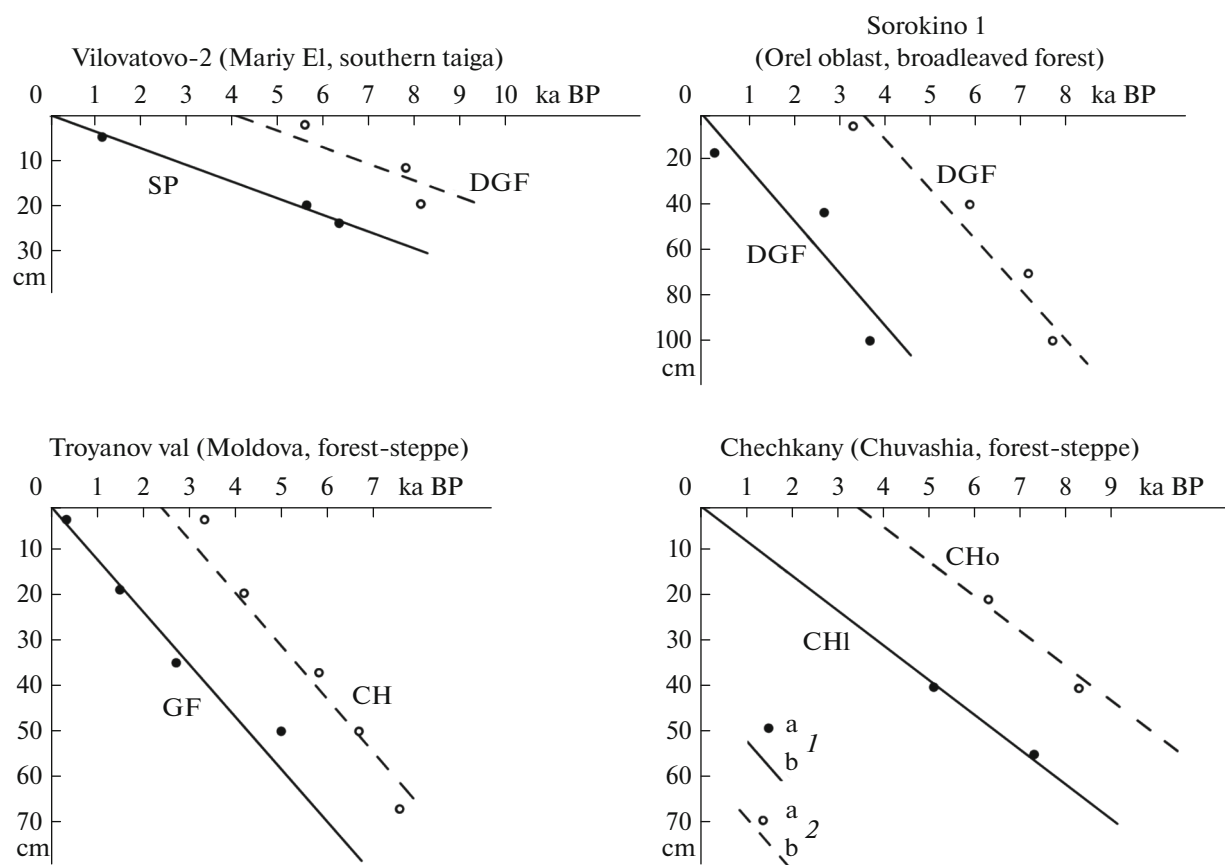 Vilovatovo-2 (Mariy El, southern taiga)
0 1 2 3 4 5 6 7 8 9 10 ka BP
10
20
30
cm
SP
DGF
Sorokino 1
(Orel oblast, broadleaved forest)
0 1 2 3 4 5 6 7 8 ka BP
20
40
60
80
100
cm
DGF
DGF
Troyanov val (Moldova, forest-steppe)
0 1 2 3 4 5 6 7 ka BP
10
20
30
40
50
60
70
cm
GF
CH
Chechkany (Chuvashia, forest-steppe)
0 1 2 3 4 5 6 7 8 9 ka BP
10
20
30
40
50
60
70
cm
CHo
CHl
a
b 1
a
b 2